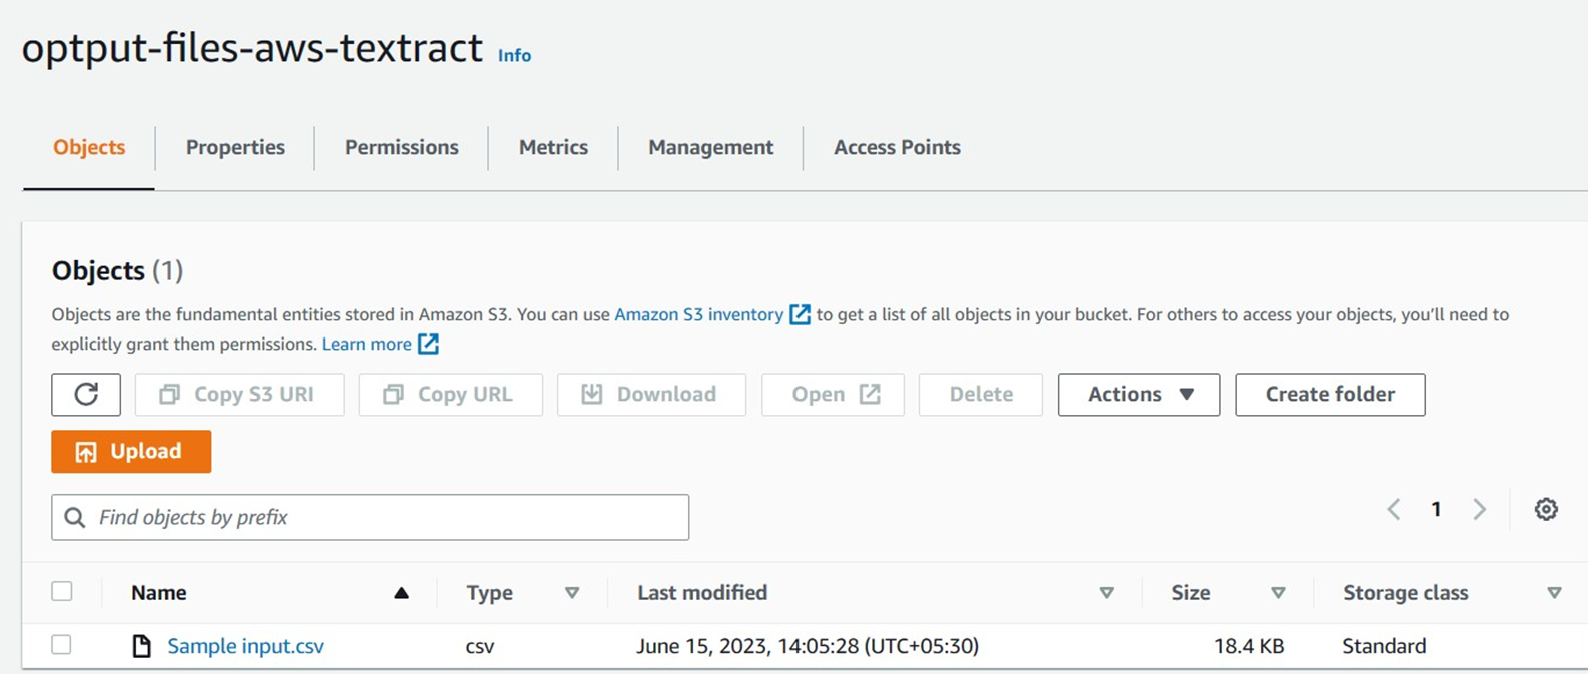 optput-files-aws-textract Info
Objects Properties Permissions Metrics Management Access Points
Objects (1)
Objects are the fundamental entities stored in Amazon S3. You can use Amazon S3 inventory to get a list of all objects in your bucket. For others to access your objects, you’ll need to
explicitly grant them permissions. Learn more
Copy S3 URI Copy URL Download Open Delete Actions Create folder
Upload
Find objects by prefix 1
Name Type Last modified Size Storage class
Sample input.csv csv June 15, 2023, 14:05:28 (UTC+05:30) 18.4 KB Standard